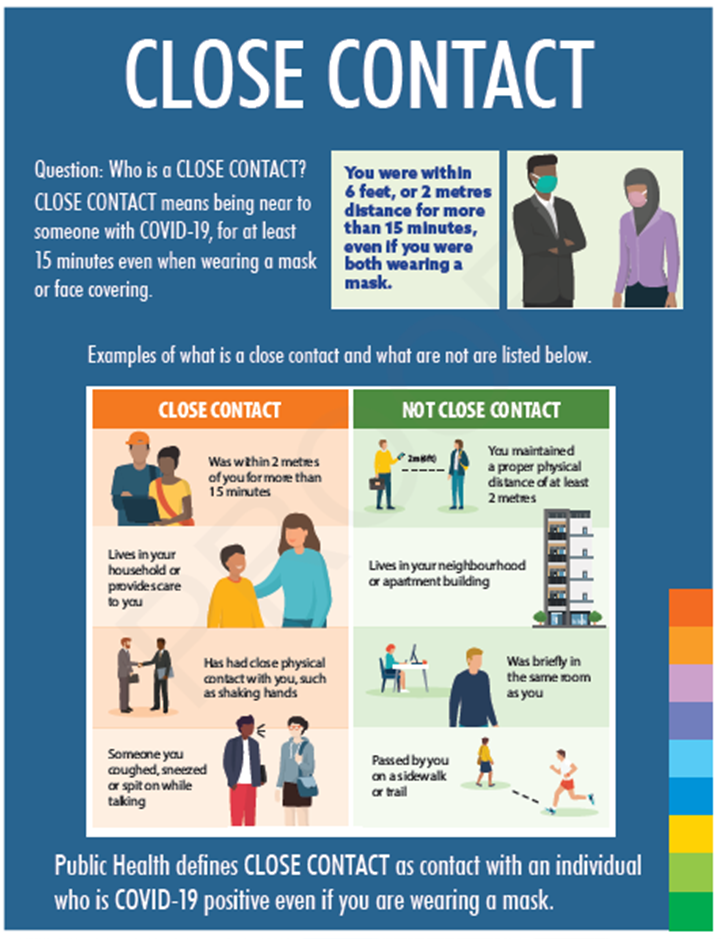 CLOSE CONTACT
Question: Who is a CLOSE CONTACT?
CLOSE CONTACT means being near to
someone with COVID-19, for at least
15 minutes even when wearing a mask
or face covering.
You were within
6 feet, or 2 metres
distance for more
than 15 minutes,
even if you were
both wearing a
mask.
Examples of what is a close contact and what are not are listed below.
CLOSE CONTACT
NOT CLOSE CONTACT
Was within 2 metres
of you for more than
15 minutes
2m(6ft)
You maintained
a proper physical
distance of at least
2 metres
Lives in your
household or
provides care
to you
Lives in your neighbourhood
or apartment building
Has had close physical
contact with you, such
as shaking hands
Was briefly in
the same room
as you
Someone you
coughed, sneezed
or spit on while
talking
Passed by you
on a sidewalk
or trail
Public Health defines CLOSE CONTACT as contact with an individual
who is COVID-19 positive even if you are wearing a mask.
PROOF